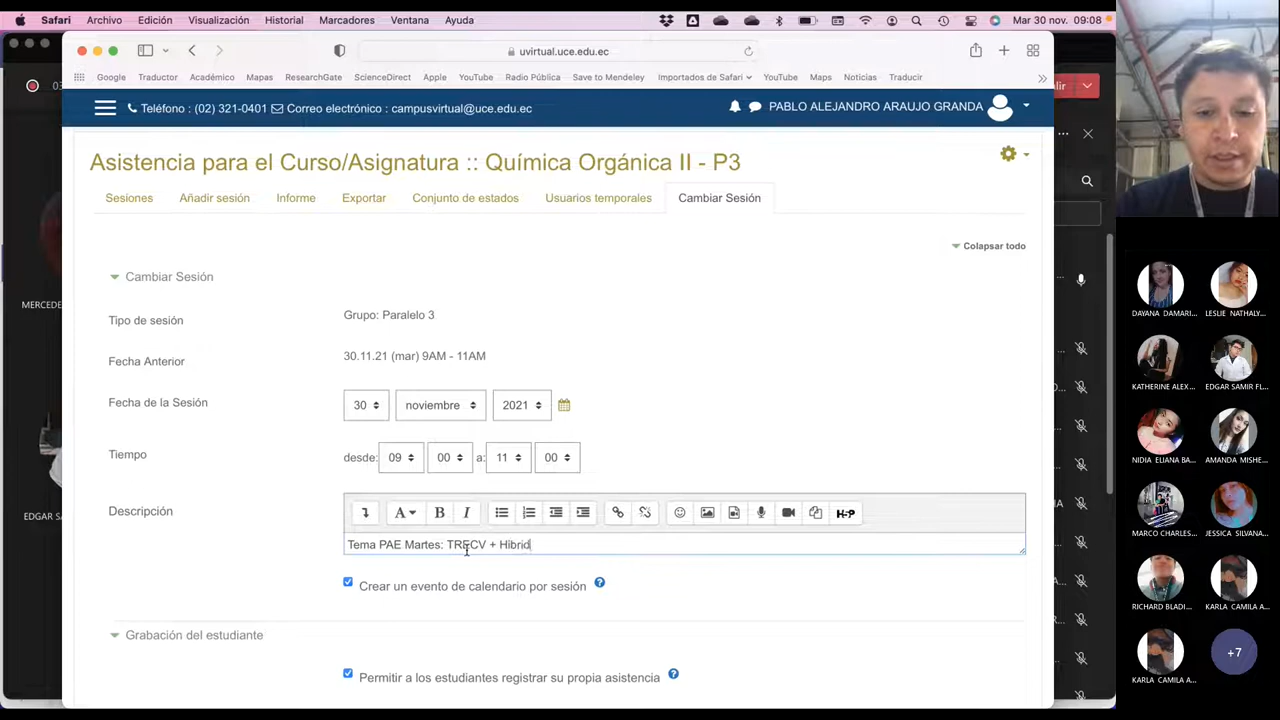 Safari Archivo Edición Visualización Historial Marcadores Ventana Ayuda Mar 30 nov. 09:08
uvirtual.uce.edu.ec
Google Traductor Académico Mapas ResearchGate ScienceDirect Apple YouTube Radio Pública Save to Mendeley Importados de Safari YouTube Maps Noticias Traducir
Teléfono : (02) 321-0401 Correo electrónico : campusvirtual@uce.edu.ec PABLO ALEJANDRO ARAUJO GRANDA
Asistencia para el Curso/Asignatura :: Química Orgánica II - P3
Sesiones Añadir sesión Informe Exportar Conjunto de estados Usuarios temporales Cambiar Sesión
Colapsar todo
Cambiar Sesión
Tipo de sesión Grupo: Paralelo 3
Fecha Anterior 30.11.21 (mar) 9AM - 11AM
Fecha de la Sesión 30 noviembre 2021
Tiempo desde: 09 00 a: 11 00
Descripción
A B I H-P
Tema PAE Martes: TRECV + Hibrid
Crear un evento de calendario por sesión
Grabación del estudiante
Permitir a los estudiantes registrar su propia asistencia
MERCEDE
EDGAR SA
DAYANA DAMARI... LESLIE NATHALY...
KATHERINE ALEX... EDGAR SAMIR FL...
NIDIA ELIANA BA... AMANDA MISHE...
MARCO CHARLES... JESSICA SILVANA...
RICHARD BLADI... KARLA CAMILA A...
KARLA CAMILA A... +7